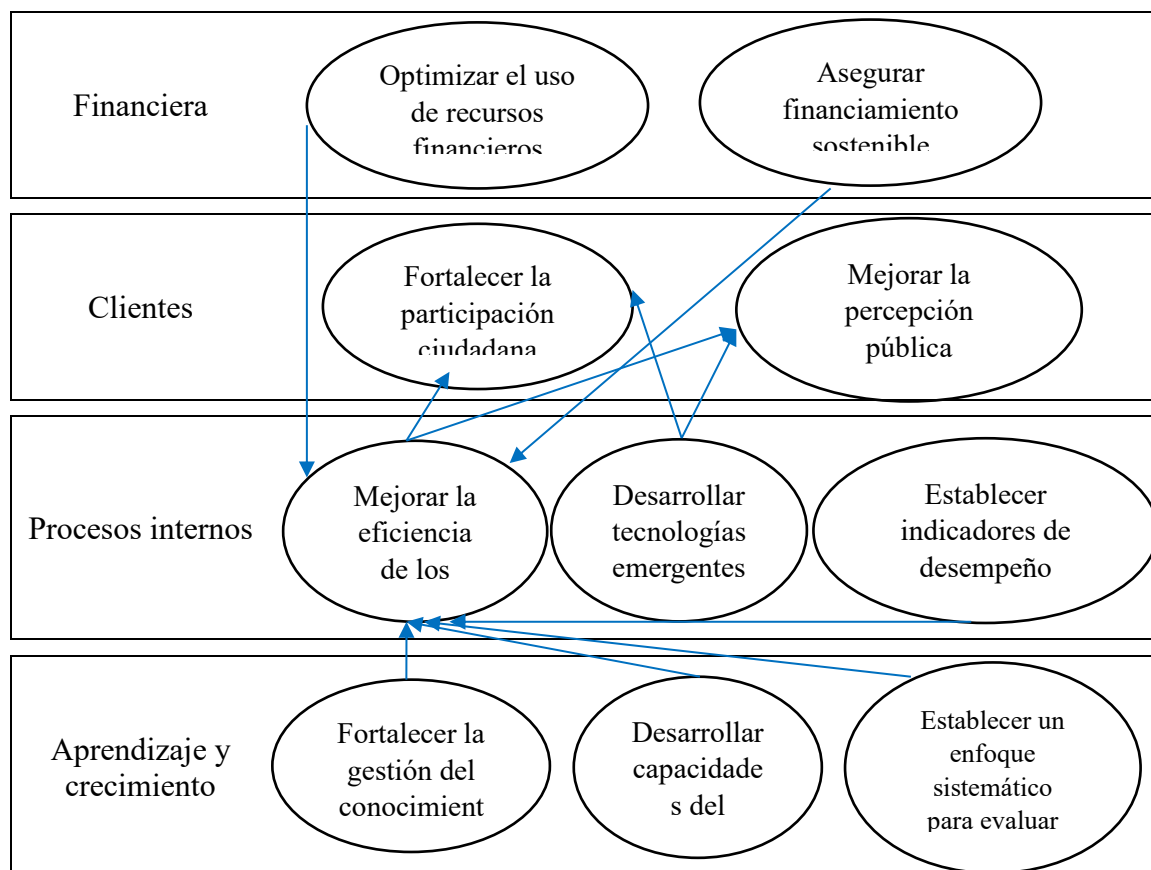 Financiera
Optimizar el uso
de recursos
financieros
Asegurar
financiamiento
sostenible
Clientes
Fortalecer la
participación
ciudadana
Mejorar la
percepción
pública
Procesos internos
Mejorar la
eficiencia
de los
Desarrollar
tecnologías
emergentes
Establecer
indicadores de
desempeño
Aprendizaje y
crecimiento
Fortalecer la
gestión del
conocimient
Desarrollar
capacidade
s del
Establecer un
enfoque
sistemático
para evaluar